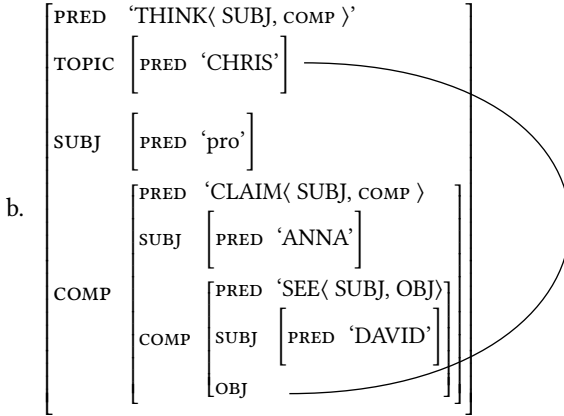 PRED ‘THINK⟨ SUBJ, COMP ⟩’
TOPIC [PRED ‘CHRIS’]
SUBJ [PRED ‘pro’]
b.
PRED ‘CLAIM⟨ SUBJ, COMP ⟩
SUBJ [PRED ‘ANNA’]
COMP
PRED ‘SEE⟨ SUBJ, OBJ⟩
COMP
SUBJ [PRED ‘DAVID’]
OBJ